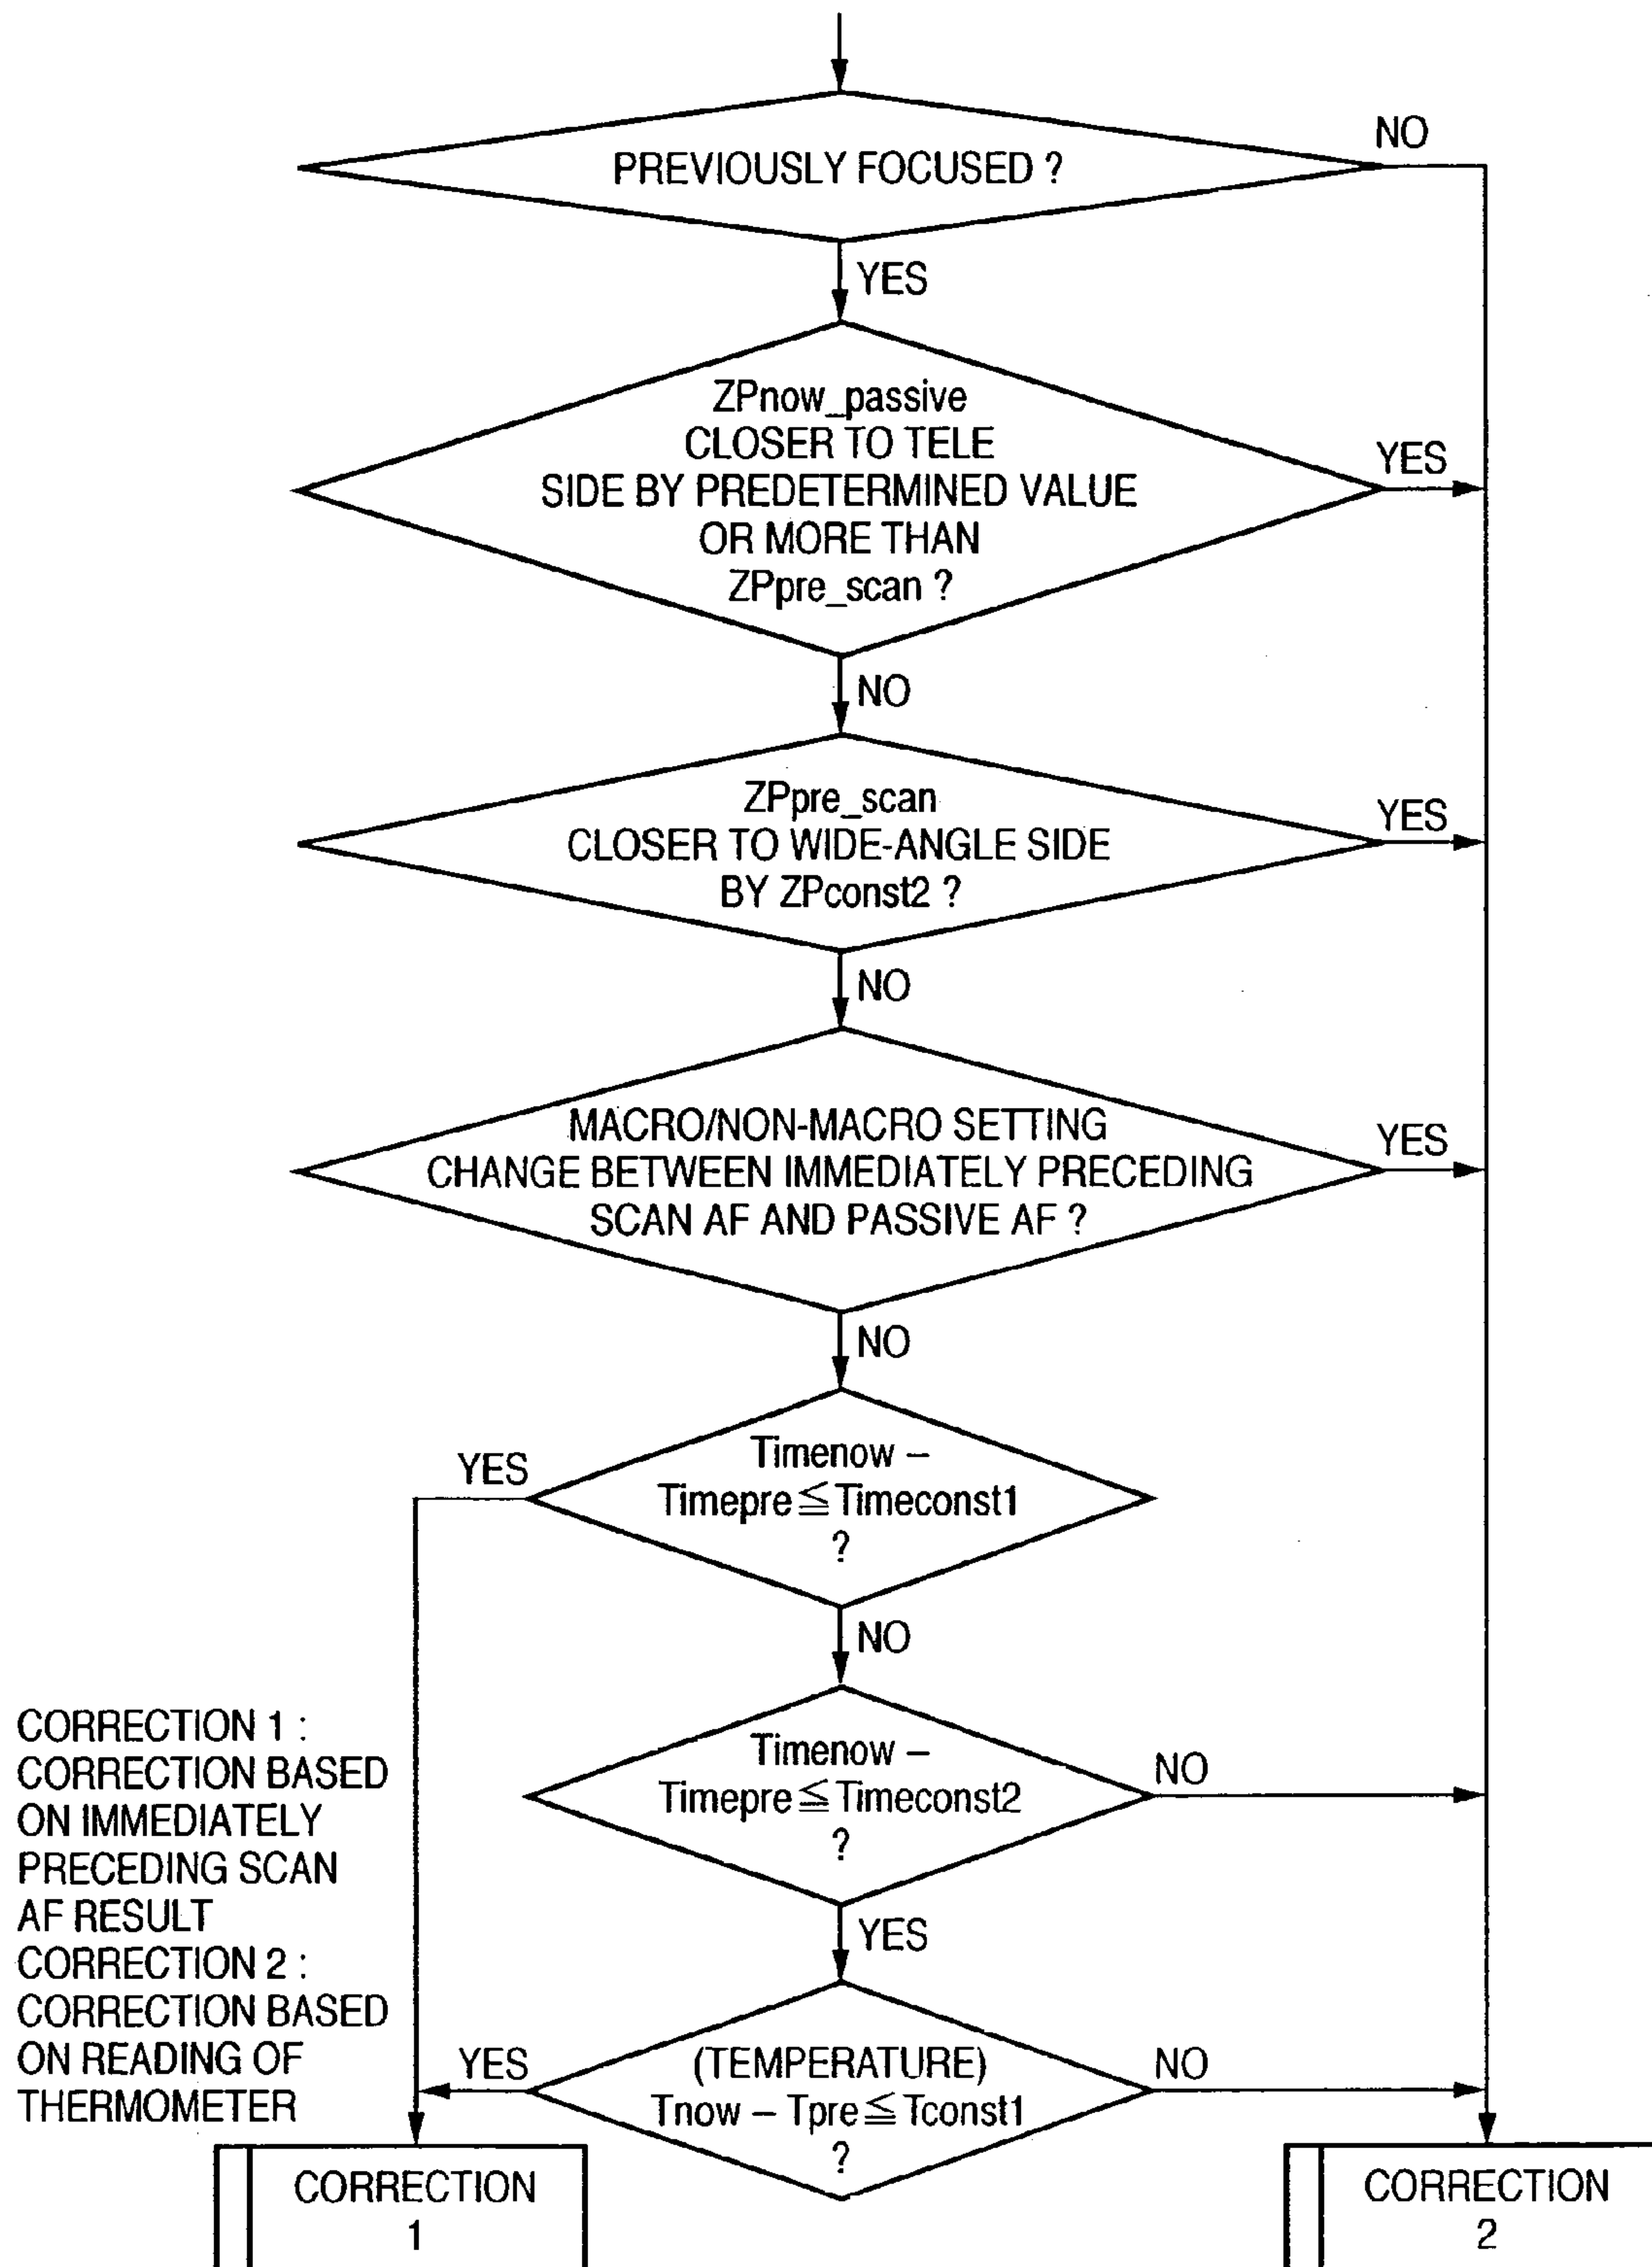 PREVIOUSLY FOCUSED ?
NO
YES
ZPnow_passive
CLOSER TO TELE
SIDE BY PREDETERMINED VALUE
OR MORE THAN
ZPpre_scan ?
YES
NO
ZPpre_scan
CLOSER TO WIDE-ANGLE SIDE
BY ZPconst2 ?
YES
NO
MACRO/NON-MACRO SETTING
CHANGE BETWEEN IMMEDIATELY PRECEDING
SCAN AF AND PASSIVE AF ?
YES
NO
Timenow –
Timepre ≦ Timeconst1
?
YES
NO
Timenow –
Timepre ≦ Timeconst2
?
NO
YES
(TEMPERATURE)
Tnow – Tpre ≦ Tconst1
?
YES
NO
CORRECTION 1 :
CORRECTION BASED
ON IMMEDIATELY
PRECEDING SCAN
AF RESULT
CORRECTION 2 :
CORRECTION BASED
ON READING OF
THERMOMETER
CORRECTION
1
CORRECTION
2